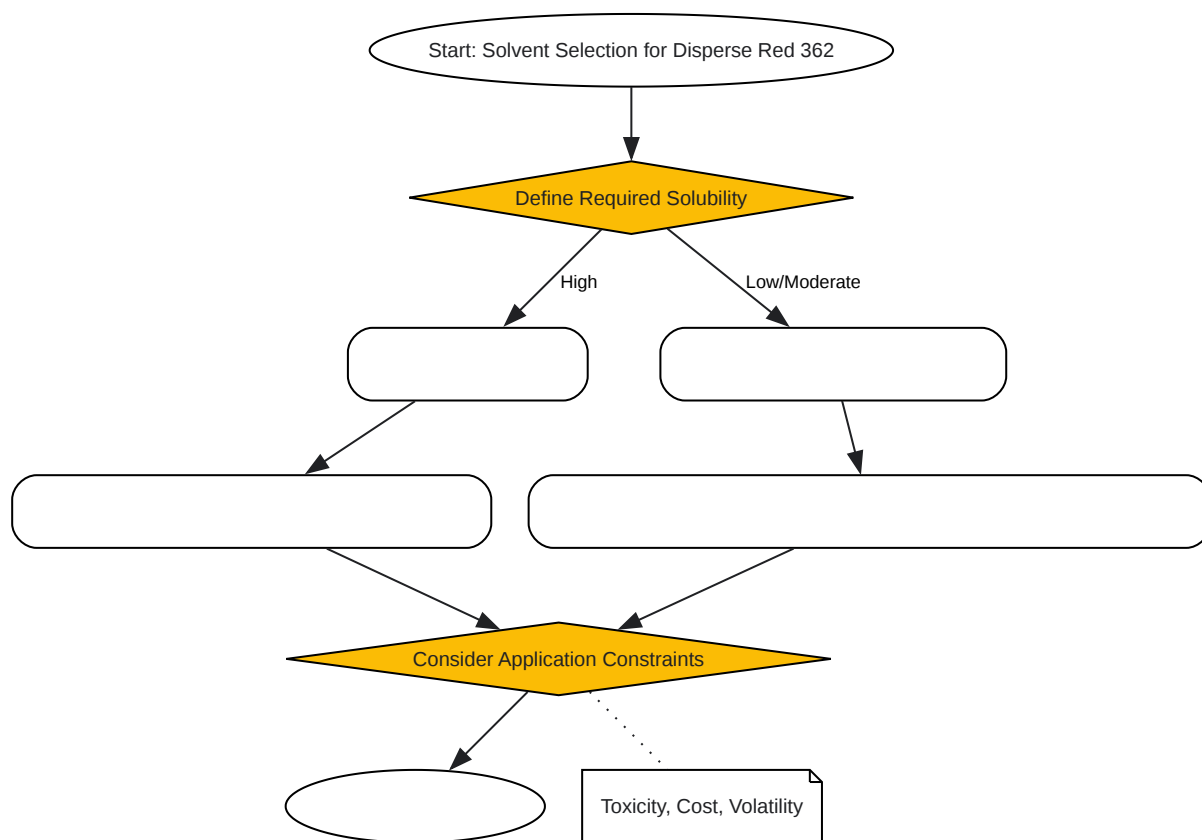 Start: Solvent Selection for Disperse Red 362
Define Required Solubility
High
Low/Moderate
Consider Application Constraints
Toxicity, Cost, Volatility